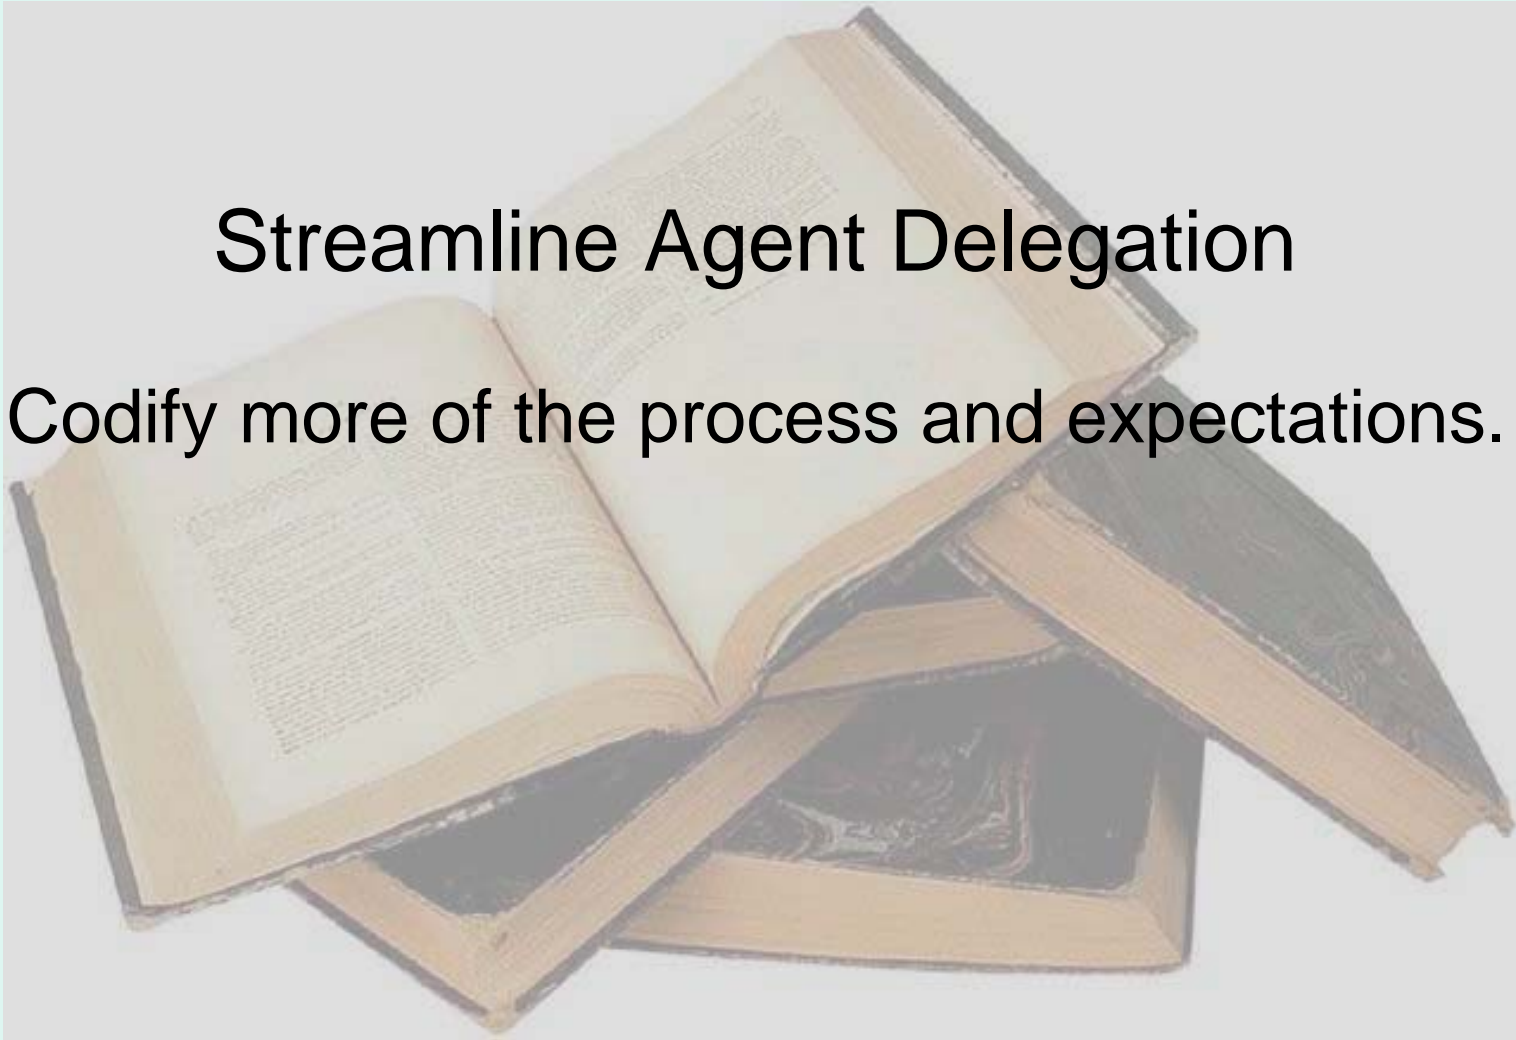 Streamline Agent Delegation
Codify more of the process and expectations.